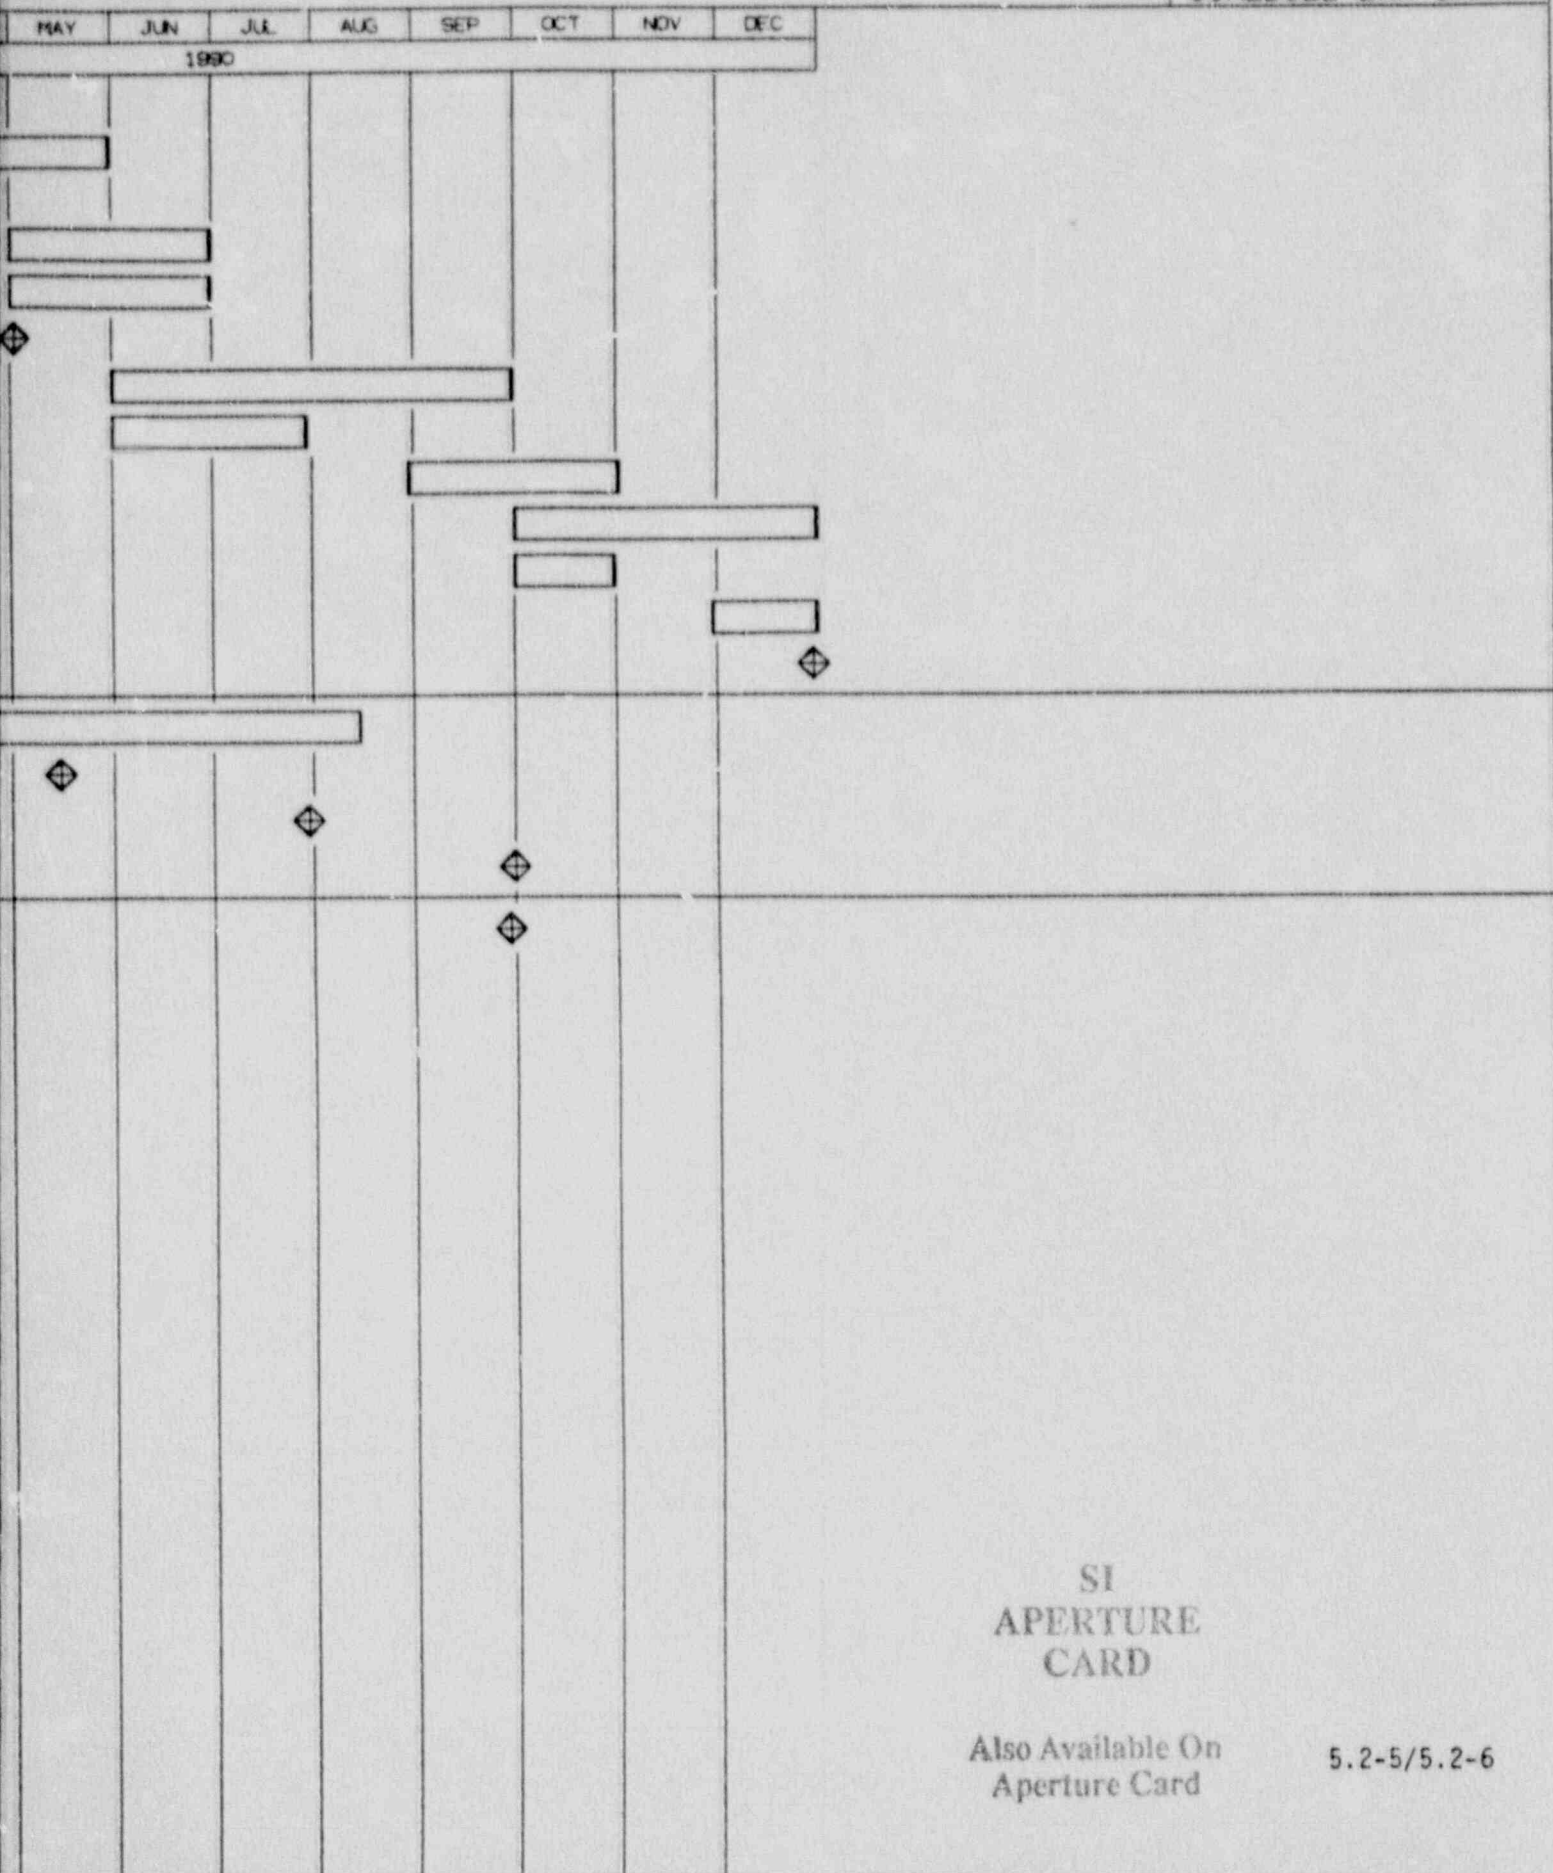 MAY JUN JUL AUG SEP OCT NOV DEC
1990
SI
APERTURE
CARD
Also Available On
Aperture Card
5.2-5/5.2-6